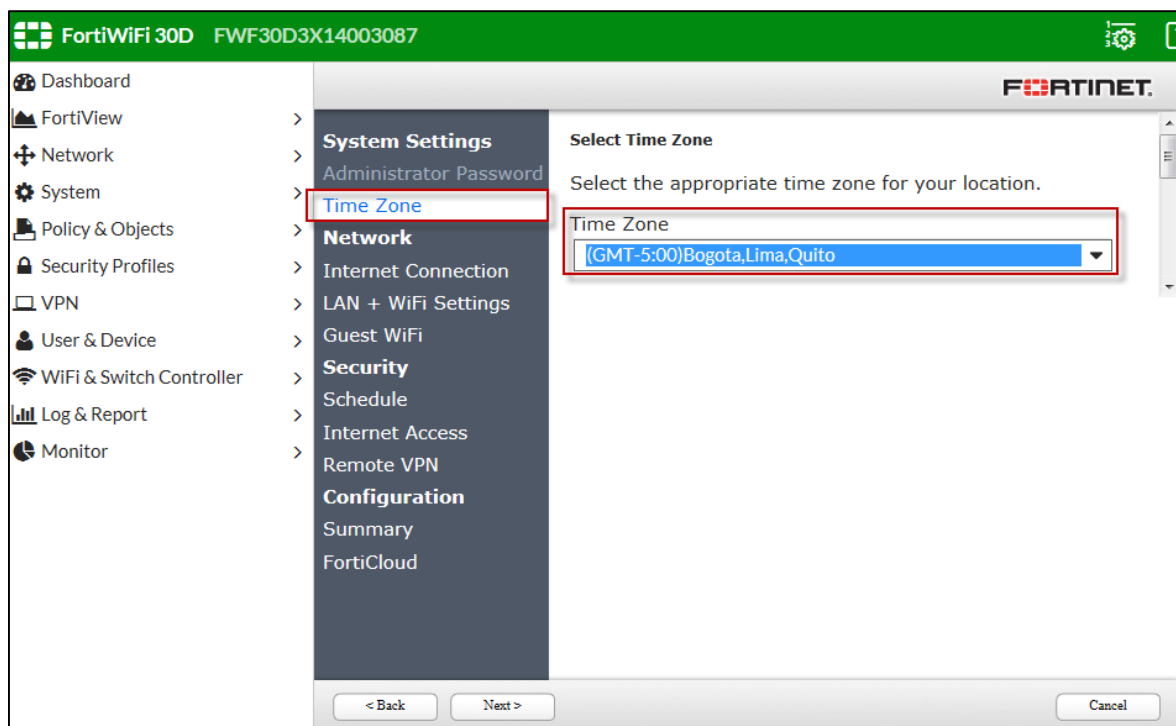 FortiWiFi 30D FWF30D3X14003087
Dashboard
FortiView
Network
System
Policy & Objects
Security Profiles
VPN
User & Device
WiFi & Switch Controller
Log & Report
Monitor
FORTINET
System Settings
Administrator Password
Time Zone
Network
Internet Connection
LAN + WiFi Settings
Guest WiFi
Security
Schedule
Internet Access
Remote VPN
Configuration
Summary
FortiCloud
Select Time Zone
Select the appropriate time zone for your location.
Time Zone
(GMT-5:00)Bogota,Lima,Quito
< Back
Next >
Cancel